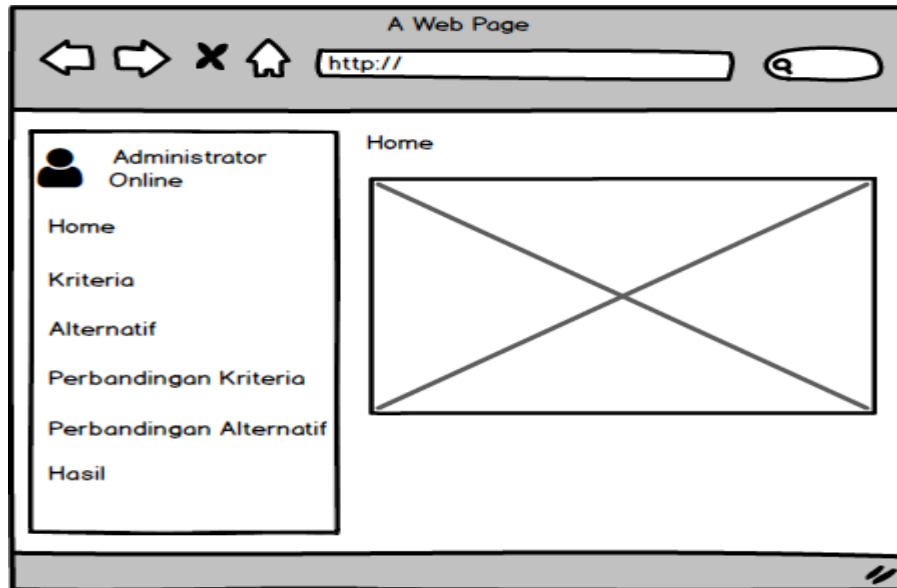 A Web Page
http://
Administrator
Online
Home
Kriteria
Alternatif
Perbandingan Kriteria
Perbandingan Alternatif
Hasil
Home